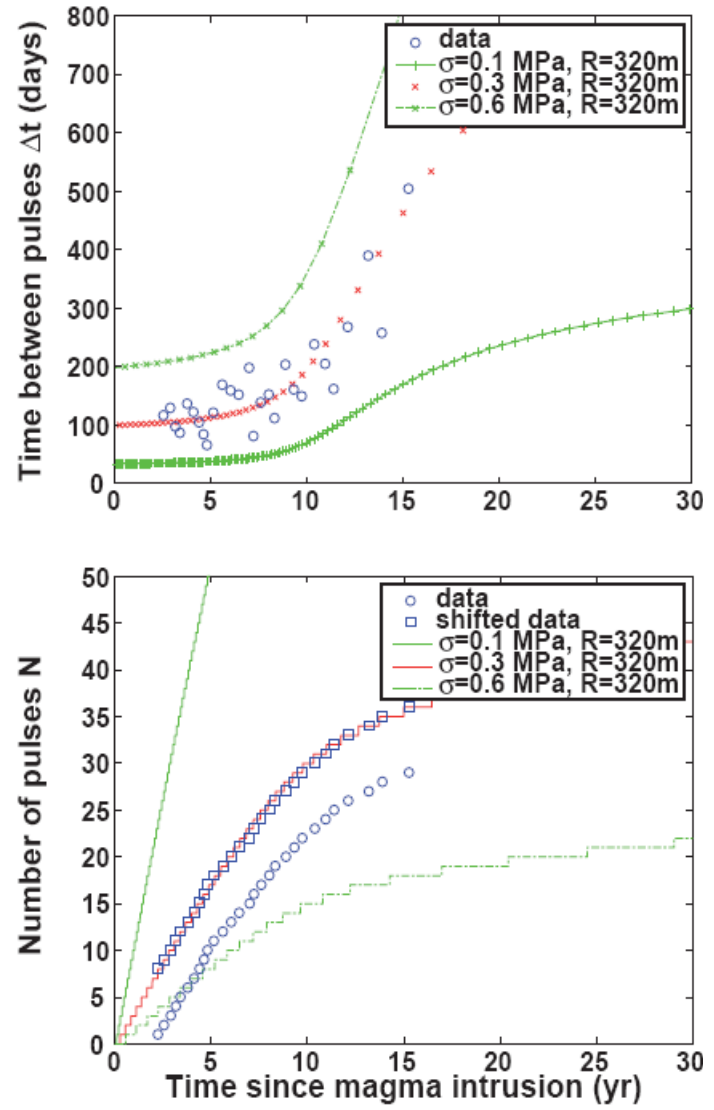 800
700
600
500
400
300
200
100
0
Time between pulses Δt (days)
data
σ=0.1 MPa, R=320m
σ=0.3 MPa, R=320m
σ=0.6 MPa, R=320m
0 5 10 15 20 25 30
50
45
40
35
30
25
20
15
10
5
0
Number of pulses N
data
shifted data
σ=0.1 MPa, R=320m
σ=0.3 MPa, R=320m
σ=0.6 MPa, R=320m
0 5 10 15 20 25 30
Time since magma intrusion (yr)